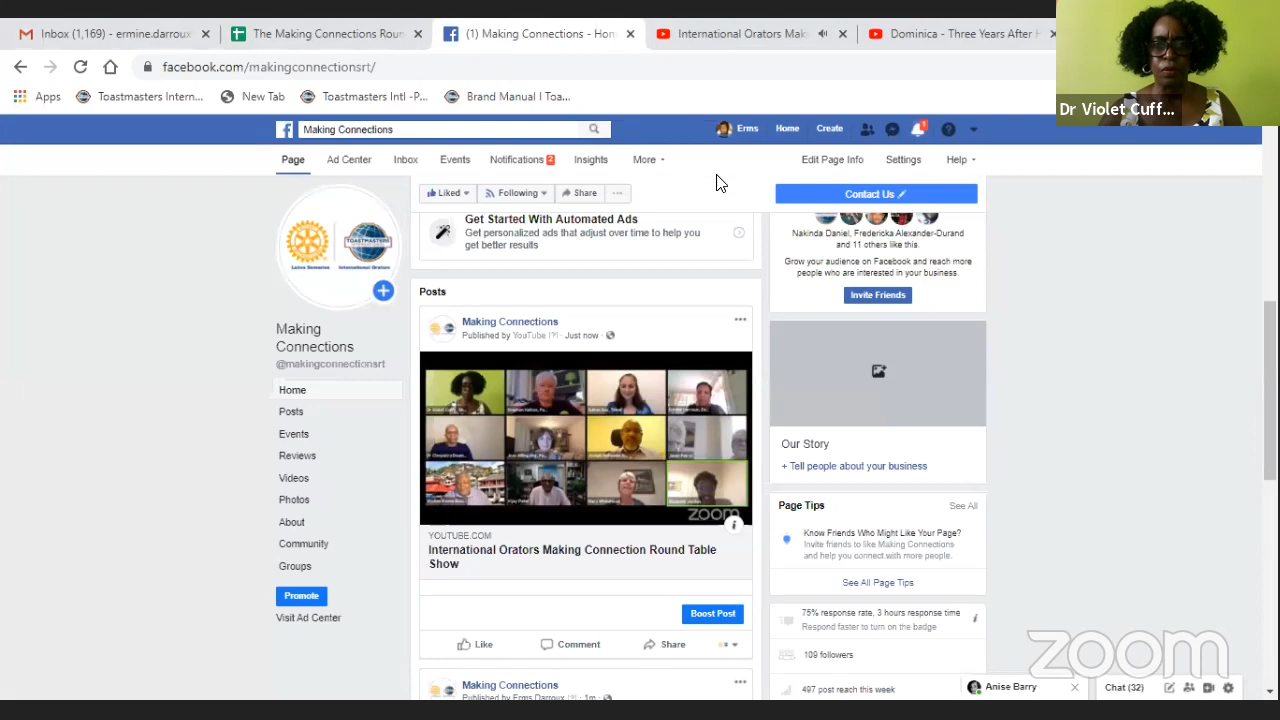 Inbox (1,169) - ermine.darroux
The Making Connections Roun
(1) Making Connections - Hom
International Orators Mak
Dominica - Three Years After H
facebook.com/makingconnectionsrt/
Apps
Toastmasters Intern...
New Tab
Toastmasters Intl -P...
Brand Manual I Toa...
Dr Violet Cuff...
Making Connections
Erms
Home
Create
1
Page
Ad Center
Inbox
Events
Notifications 2
Insights
More
Edit Page Info
Settings
Help
Liked
Following
Share
...
Contact Us
TOASTMASTERS
International Orators
Making
Connections
@makingconnectionsrt
Home
Posts
Events
Reviews
Videos
Photos
About
Community
Groups
Promote
Visit Ad Center
Get Started With Automated Ads
Get personalized ads that adjust over time to help you
get better results
Posts
Making Connections
Published by YouTube [?] · Just now ·
zoom
YOUTUBE.COM
International Orators Making Connection Round Table
Show
Boost Post
Like
Comment
Share
Making Connections
Published by Erms Darroux [?] · 1m ·
Nakinda Daniel, Fredericka Alexander-Durand
and 11 others like this.
Grow your audience on Facebook and reach more
people who are interested in your business.
Invite Friends
Our Story
+ Tell people about your business
Page Tips
See All
Know Friends Who Might Like Your Page?
Invite friends to like Making Connections
and help you connect with more people.
See All Page Tips
75% response rate, 3 hours response time
Respond faster to turn on the badge
109 followers
497 post reach this week
Anise Barry
Chat (32)
zoom